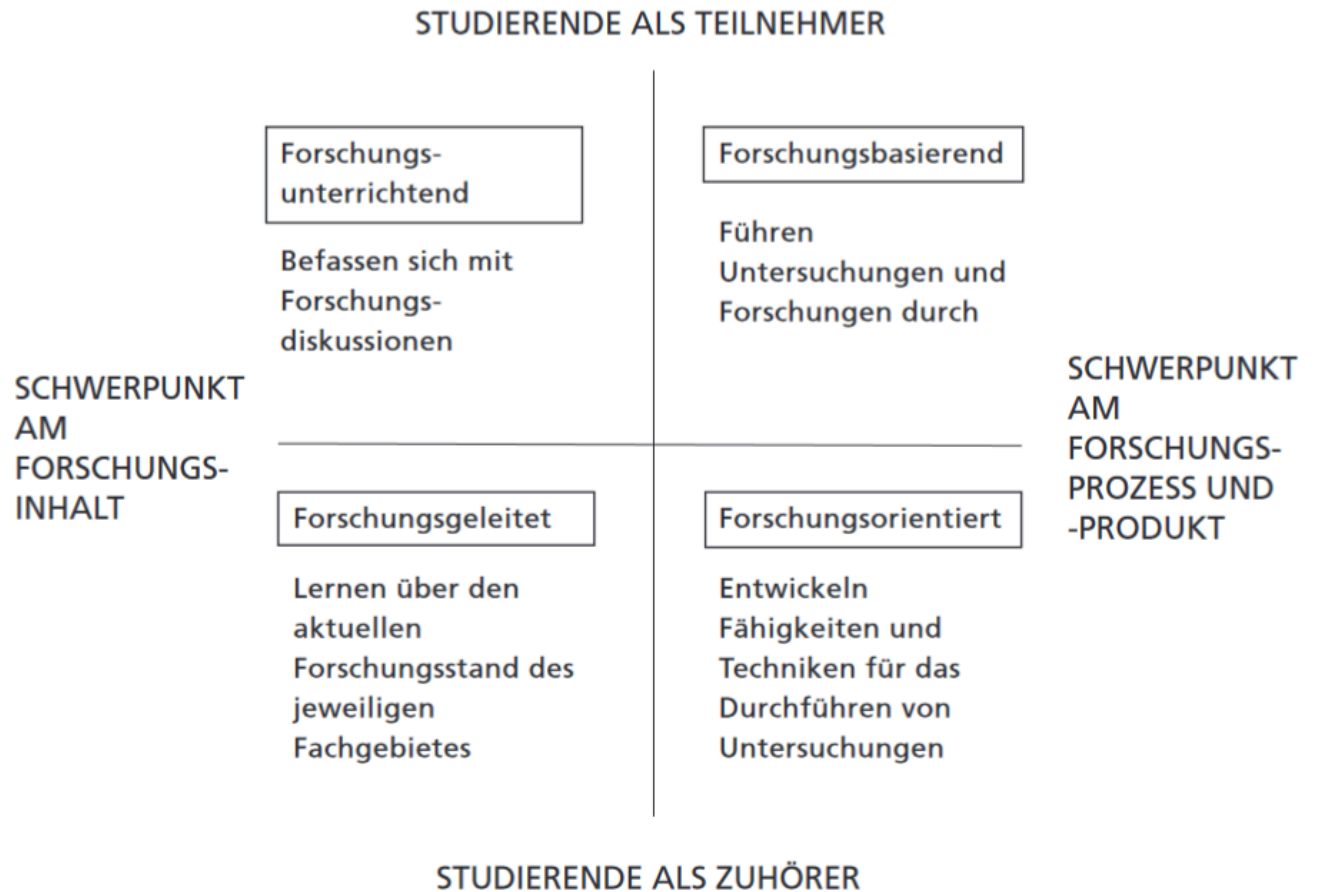 STUDIERENDE ALS TEILNEHMER
Forschungs-
unterrichtend
Befassen sich mit
Forschungs-
diskussionen
Forschungsbasierend
Führen
Untersuchungen und
Forschungen durch
SCHWERPUNKT
AM
FORSCHUNGS-
INHALT
SCHWERPUNKT
AM
FORSCHUNGS-
PROZESS UND
-PRODUKT
Forschungsgeleitet
Lernen über den
aktuellen
Forschungsstand des
jeweiligen
Fachgebietes
Forschungsorientiert
Entwickeln
Fähigkeiten und
Techniken für das
Durchführen von
Untersuchungen
STUDIERENDE ALS ZUHÖRER